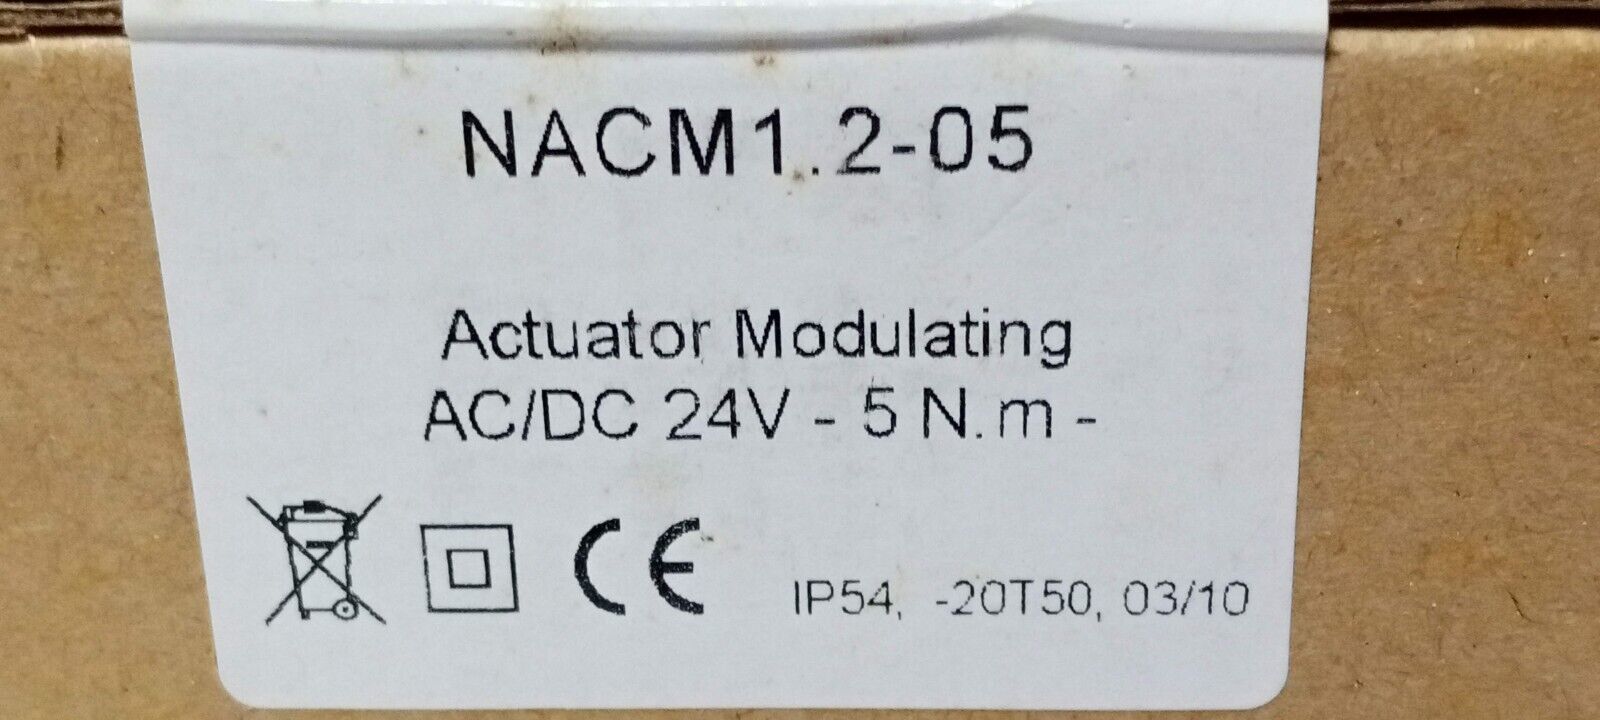 NACM1.2-05
Actuator Modulating
AC/DC 24V - 5 N.m -
CE IP54, -20T50, 03/10